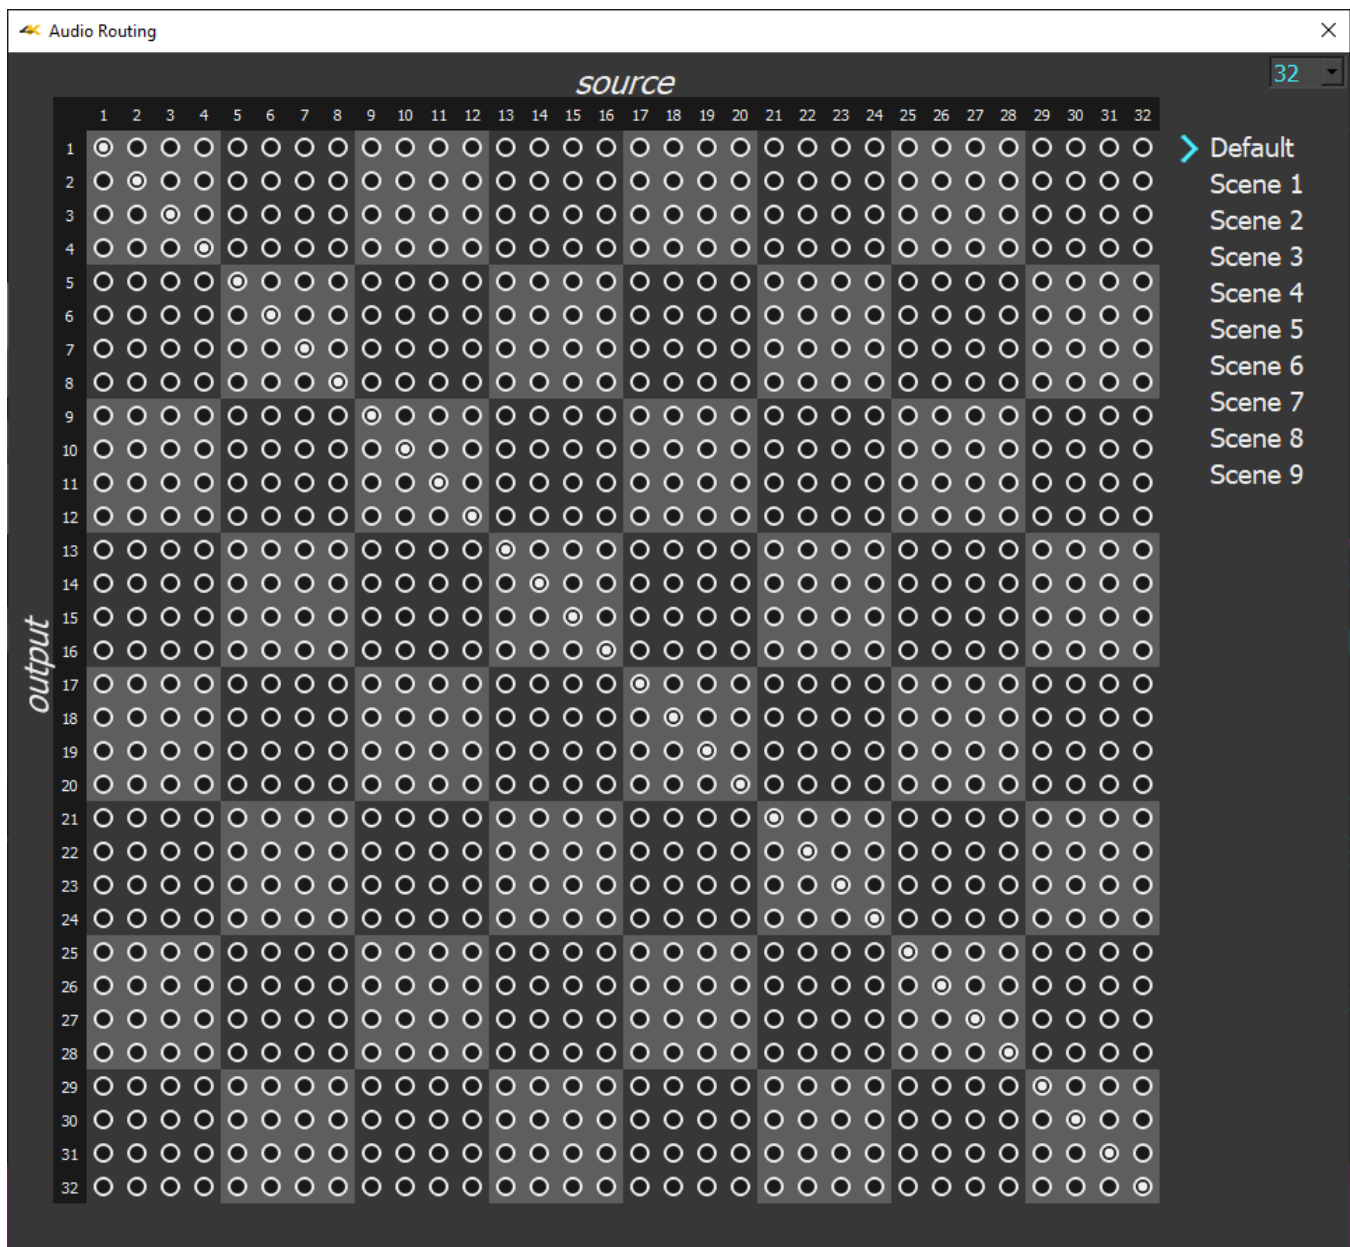 Audio Routing
source
32
1 2 3 4 5 6 7 8 9 10 11 12 13 14 15 16 17 18 19 20 21 22 23 24 25 26 27 28 29 30 31 32
1
2
3
4
5
6
7
8
9
10
11
12
13
14
15
16
17
18
19
20
21
22
23
24
25
26
27
28
29
30
31
32
output
Default
Scene 1
Scene 2
Scene 3
Scene 4
Scene 5
Scene 6
Scene 7
Scene 8
Scene 9